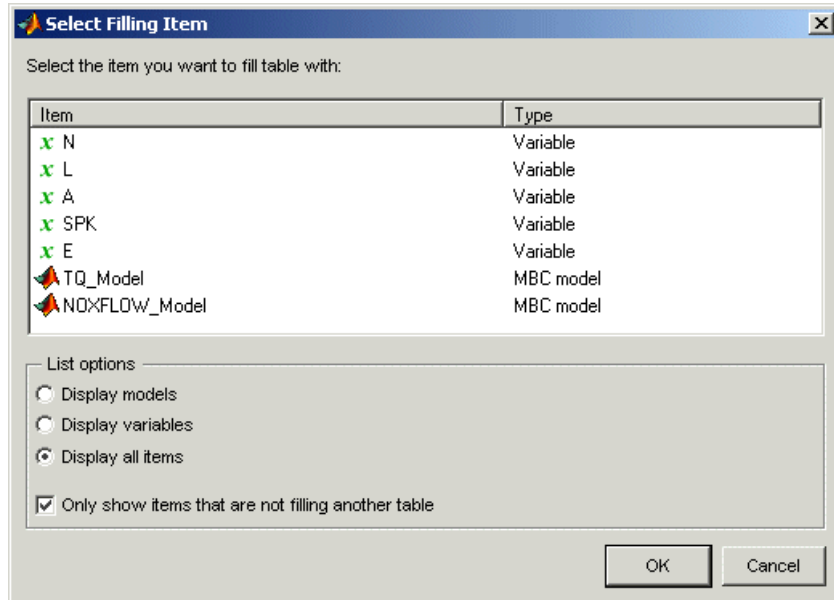 Select Filling Item
Select the item you want to fill table with:
Item Type
x N Variable
x L Variable
x A Variable
x SPK Variable
x E Variable
TQ_Model MBC model
NOXFLOW_Model MBC model
List options
Display models
Display variables
Display all items
Only show items that are not filling another table
OK Cancel